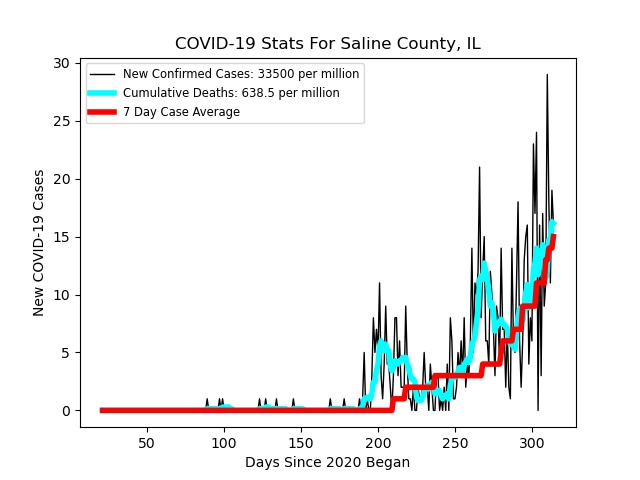 COVID-19 Stats For Saline County, IL
New Confirmed Cases: 33500 per million
Cumulative Deaths: 638.5 per million
7 Day Case Average
30
25
20
15
10
5
0
New COVID-19 Cases
50 100 150 200 250 300
Days Since 2020 Began